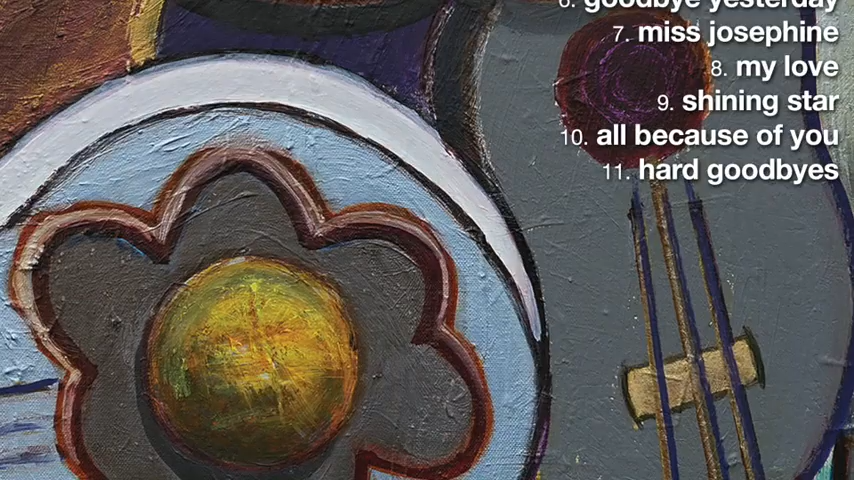 6. goodbye yesterday
7. miss josephine
8. my love
9. shining star
10. all because of you
11. hard goodbyes